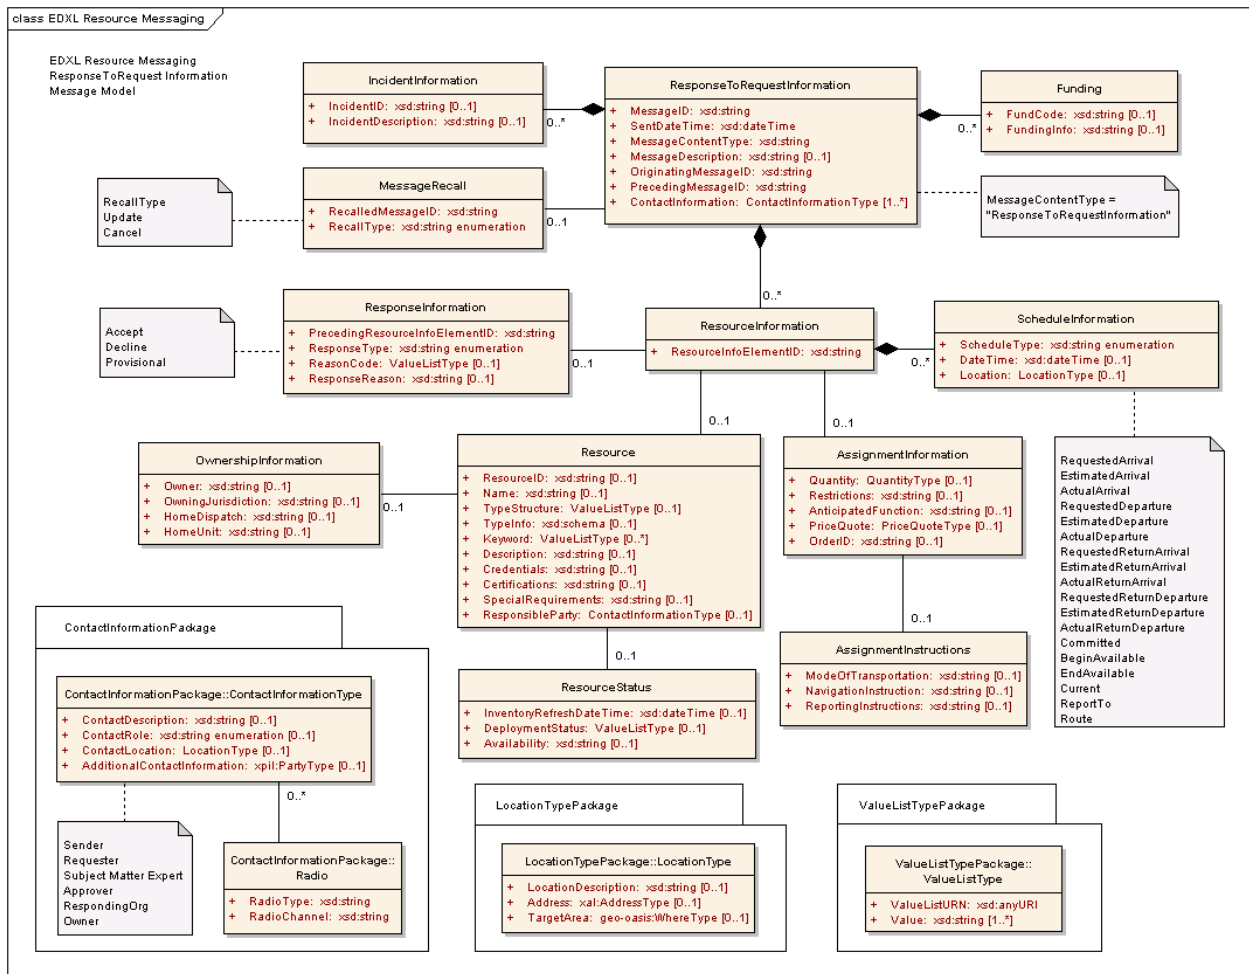 class EDXL Resource Messaging
EDXL Resource Messaging
ResponseToRequest Information
Message Model
IncidentInformation
+ IncidentID: xsd:string [0..1]
+ IncidentDescription: xsd:string [0..1]
0..*
ResponseToRequestInformation
+ MessageID: xsd:string
+ SentDateTime: xsd:dateTime
+ MessageContentType: xsd:string
+ MessageDescription: xsd:string [0..1]
+ OriginatingMessageID: xsd:string
+ PrecedingMessageID: xsd:string
+ ContactInformation: ContactInformationType [1..*]
Funding
+ FundCode: xsd:string [0..1]
+ FundingInfo: xsd:string [0..1]
0..*
RecallType
Update
Cancel
MessageRecall
+ RecalledMessageID: xsd:string
+ RecallType: xsd:string enumeration
0..1
MessageContentType =
"ResponseToRequestInformation"
0..*
Accept
Decline
Provisional
ResponseInformation
+ PrecedingResourceInfoElementID: xsd:string
+ ResponseType: xsd:string enumeration
+ ReasonCode: ValueListType [0..1]
+ ResponseReason: xsd:string [0..1]
0..1
ResourceInformation
+ ResourceInfoElementID: xsd:string
0..*
ScheduleInformation
+ ScheduleType: xsd:string enumeration
+ DateTime: xsd:dateTime [0..1]
+ Location: LocationType [0..1]
0..1
0..1
OwnershipInformation
+ Owner: xsd:string [0..1]
+ OwningJurisdiction: xsd:string [0..1]
+ HomeDispatch: xsd:string [0..1]
+ HomeUnit: xsd:string [0..1]
0..1
Resource
+ ResourceID: xsd:string [0..1]
+ Name: xsd:string [0..1]
+ TypeStructure: ValueListType [0..1]
+ TypeInfo: xsd:schema [0..1]
+ Keyword: ValueListType [0..*]
+ Description: xsd:string [0..1]
+ Credentials: xsd:string [0..1]
+ Certifications: xsd:string [0..1]
+ SpecialRequirements: xsd:string [0..1]
+ ResponsibleParty: ContactInformationType [0..1]
0..1
AssignmentInformation
+ Quantity: QuantityType [0..1]
+ Restrictions: xsd:string [0..1]
+ AnticipatedFunction: xsd:string [0..1]
+ PriceQuote: PriceQuoteType [0..1]
+ OrderID: xsd:string [0..1]
0..1
RequestedArrival
EstimatedArrival
ActualArrival
RequestedDeparture
EstimatedDeparture
ActualDeparture
RequestedReturnArrival
EstimatedReturnArrival
ActualReturnArrival
RequestedReturnDeparture
EstimatedReturnDeparture
ActualReturnDeparture
Committed
BeginAvailable
EndAvailable
Current
ReportTo
Route
AssignmentInstructions
+ ModeOfTransportation: xsd:string [0..1]
+ NavigationInstruction: xsd:string [0..1]
+ ReportingInstructions: xsd:string [0..1]
ResourceStatus
+ InventoryRefreshDateTime: xsd:dateTime [0..1]
+ DeploymentStatus: ValueListType [0..1]
+ Availability: xsd:string [0..1]
ContactInformationPackage
ContactInformationPackage::ContactInformationType
+ ContactDescription: xsd:string [0..1]
+ ContactRole: xsd:string enumeration [0..1]
+ ContactLocation: LocationType [0..1]
+ AdditionalContactInformation: xpil:PartyType [0..1]
0..*
Sender
Requester
Subject Matter Expert
Approver
RespondingOrg
Owner
ContactInformationPackage::
Radio
+ RadioType: xsd:string
+ RadioChannel: xsd:string
LocationTypePackage
LocationTypePackage::LocationType
+ LocationDescription: xsd:string [0..1]
+ Address: xal:AddressType [0..1]
+ TargetArea: geo-oasis:WhereType [0..1]
ValueListTypePackage
ValueListTypePackage::
ValueListType
+ ValueListURN: xsd:anyURI
+ Value: xsd:string [1..*]